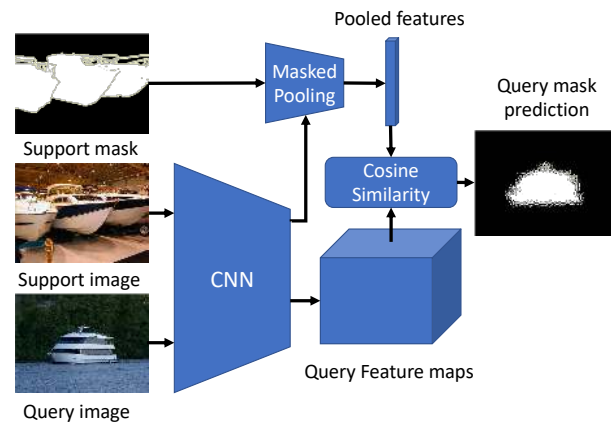 Pooled features
Masked
Pooling
Query mask
prediction
Support mask
Cosine
Similarity
CNN
Support image
Query Feature maps
Query image